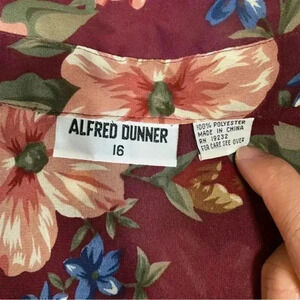 ALFRED DUNNER
16
100% POLYESTER
MADE IN CHINA
RN 19232
FOR CARE SEE OVER